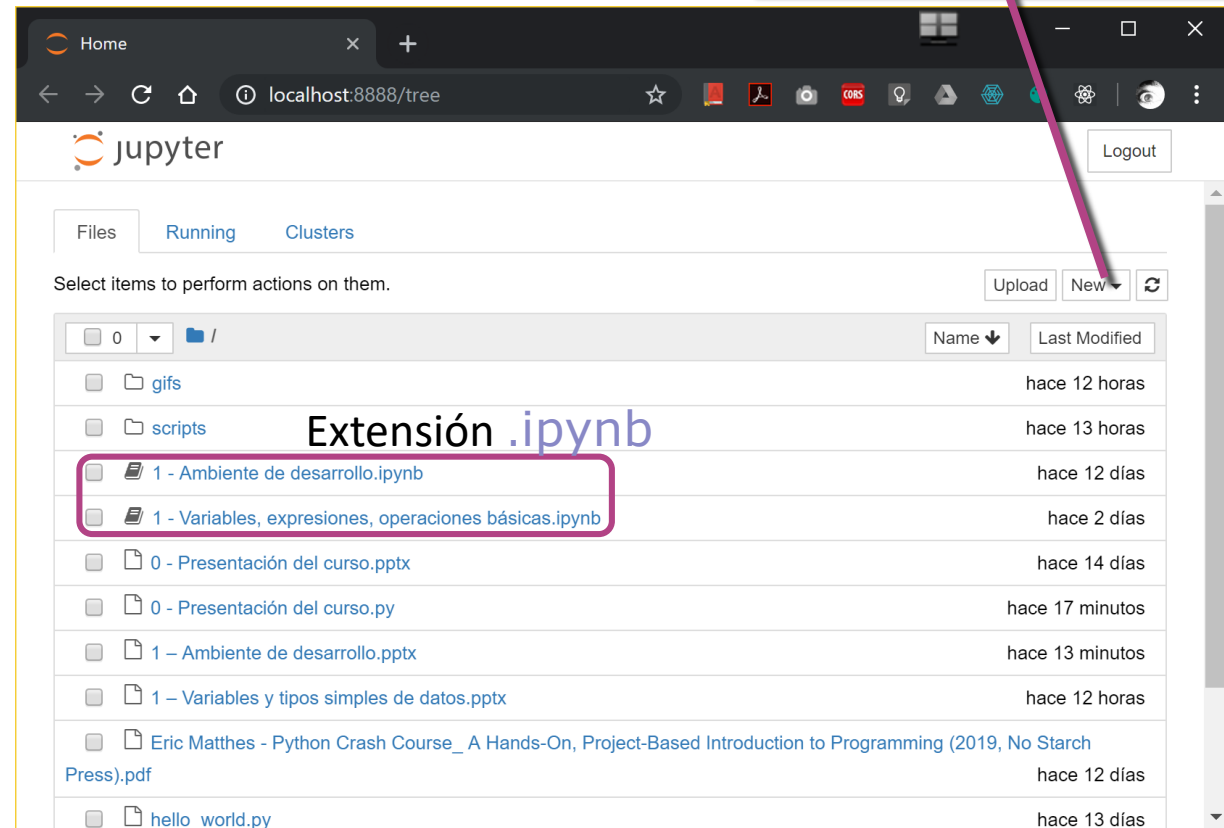 Home
localhost:8888/tree
CORS
jupyter
Logout
Files Running Clusters
Select items to perform actions on them.
Upload New
0 / Name Last Modified
gifs hace 12 horas
scripts hace 13 horas
Extensión .ipynb
1 - Ambiente de desarrollo.ipynb hace 12 días
1 - Variables, expresiones, operaciones básicas.ipynb hace 2 días
0 - Presentación del curso.pptx hace 14 días
0 - Presentación del curso.py hace 17 minutos
1 – Ambiente de desarrollo.pptx hace 13 minutos
1 – Variables y tipos simples de datos.pptx hace 12 horas
Eric Matthes - Python Crash Course_ A Hands-On, Project-Based Introduction to Programming (2019, No Starch
Press).pdf hace 12 días
hello_world.py hace 13 días